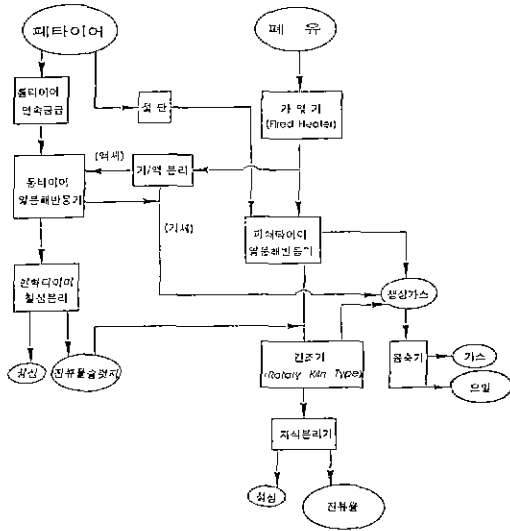 폐타이어
폐 유
통타이어
연속공급
절 단
가 열 기
(Fired Heater)
(액체)
기/액 분리
통타이어
열분해반응기
(기체)
파쇄타이어
열분해반응기
철심분리
생성가스
철심
잔류물슬럿지
건조기
(Rotary Kiln Type)
응축기
가스
오일
자석분리기
철심
잔류물